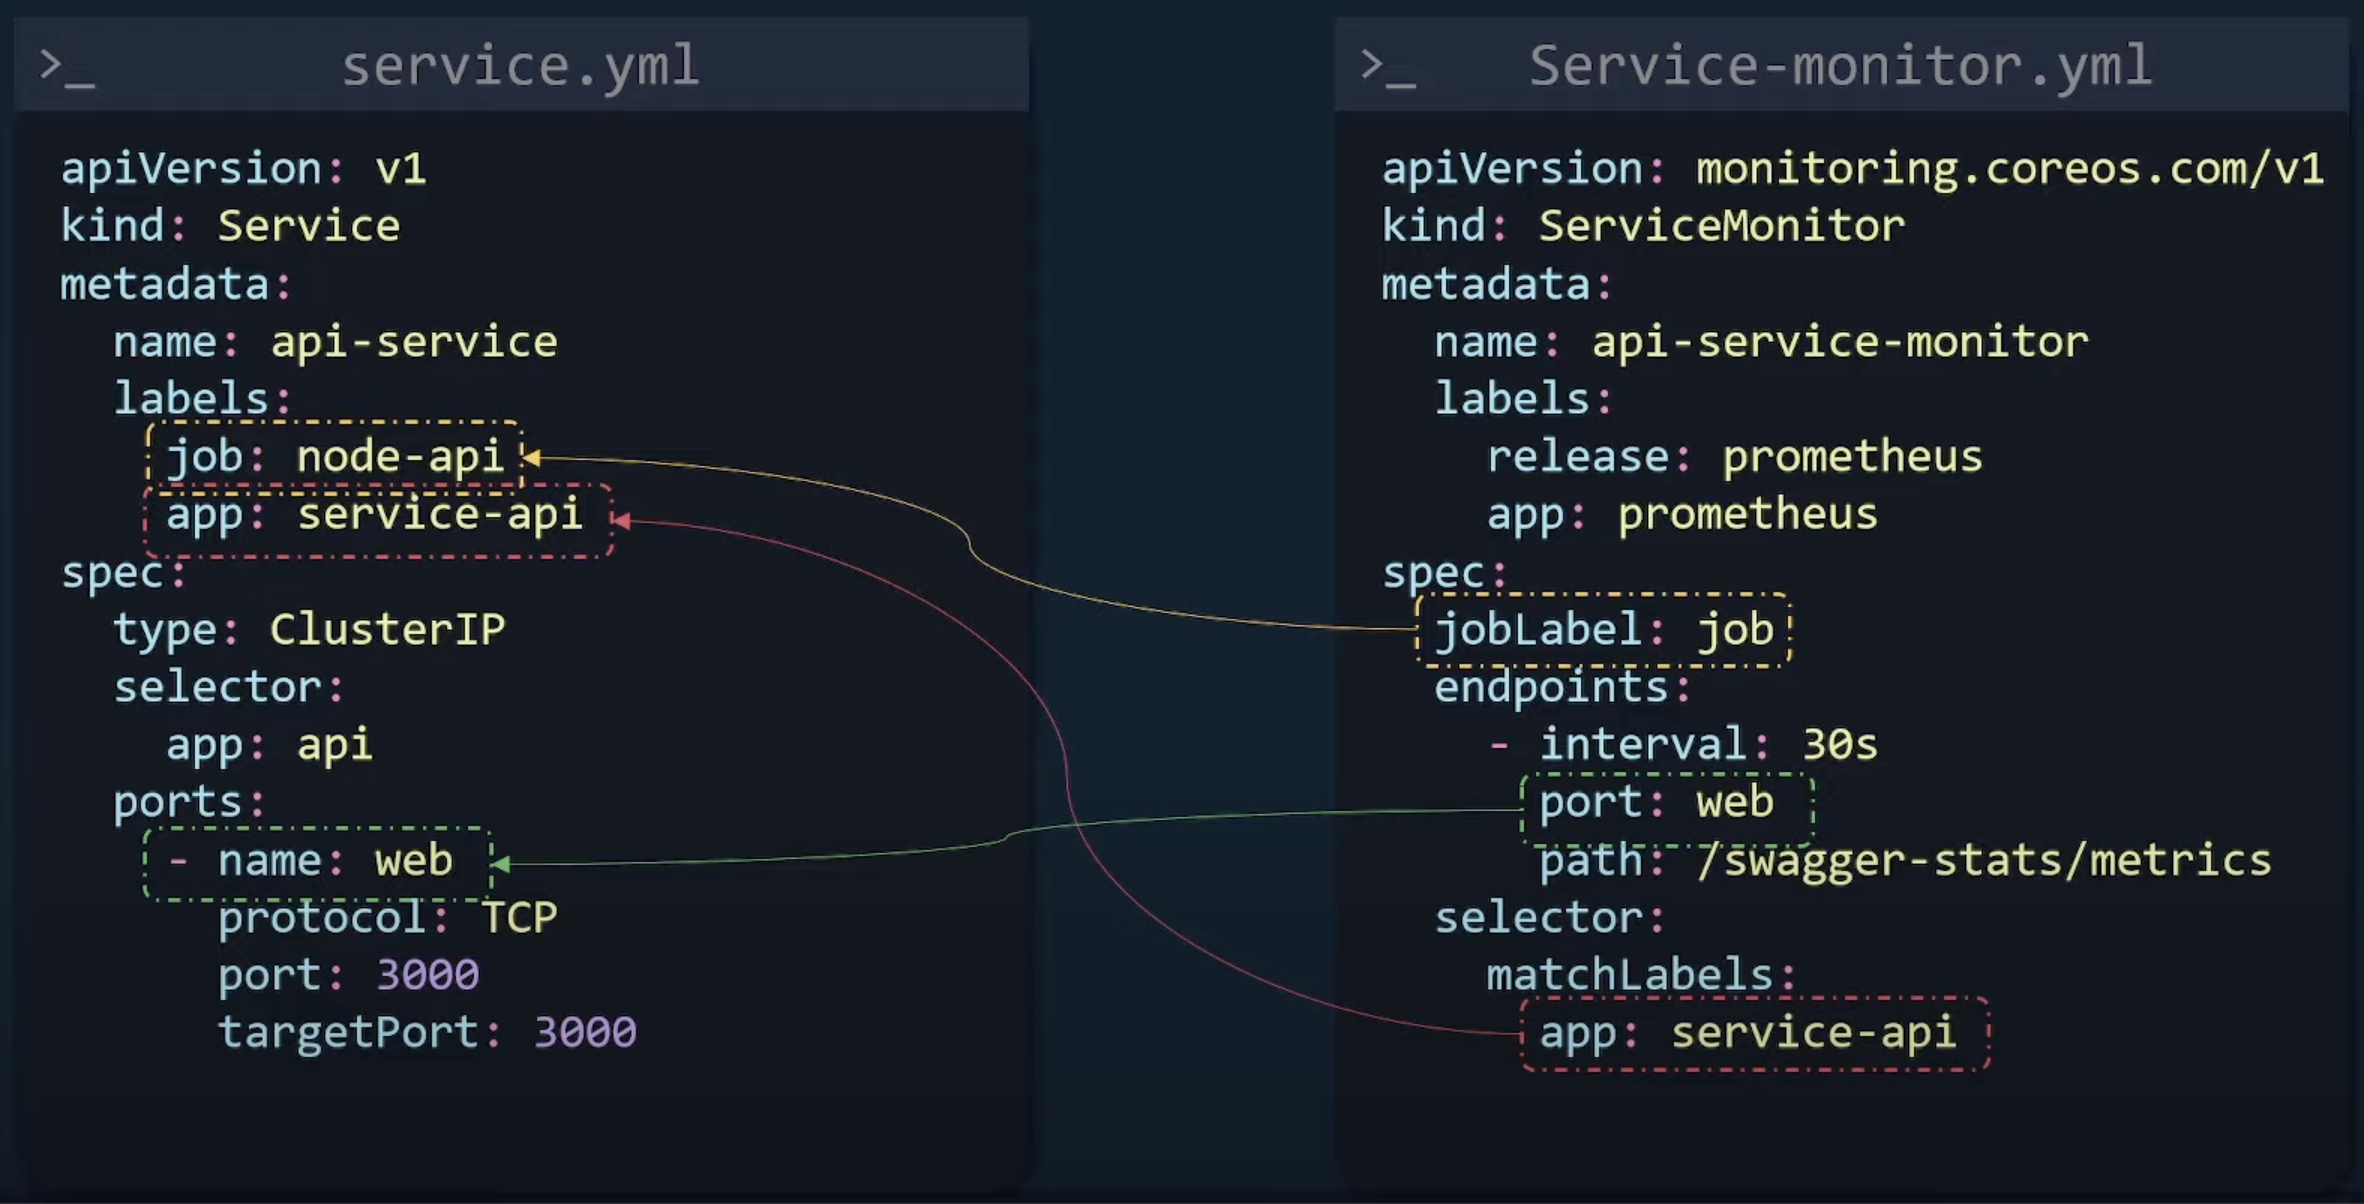 >_ service.yml
apiVersion: v1
kind: Service
metadata:
  name: api-service
  labels:
    job: node-api
    app: service-api
spec:
  type: ClusterIP
  selector:
    app: api
  ports:
    - name: web
      protocol: TCP
      port: 3000
      targetPort: 3000
>_ Service-monitor.yml
apiVersion: monitoring.coreos.com/v1
kind: ServiceMonitor
metadata:
  name: api-service-monitor
  labels:
    release: prometheus
    app: prometheus
spec:
  jobLabel: job
  endpoints:
    - interval: 30s
      port: web
      path: /swagger-stats/metrics
  selector:
    matchLabels:
      app: service-api